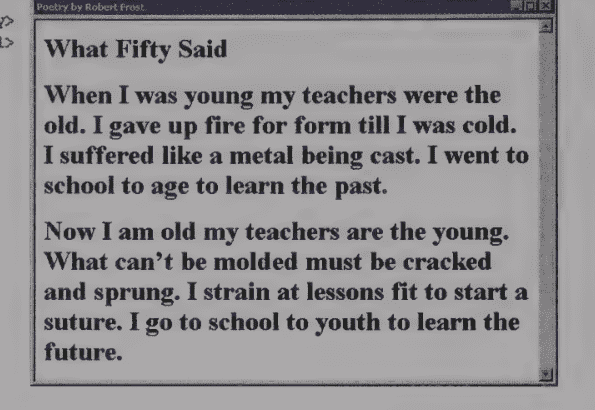 y>
l>
Poetry by Robert Frost
What Fifty Said
When I was young my teachers were the
old. I gave up fire for form till I was cold.
I suffered like a metal being cast. I went to
school to age to learn the past.
Now I am old my teachers are the young.
What can’t be molded must be cracked
and sprung. I strain at lessons fit to start a
suture. I go to school to youth to learn the
future.